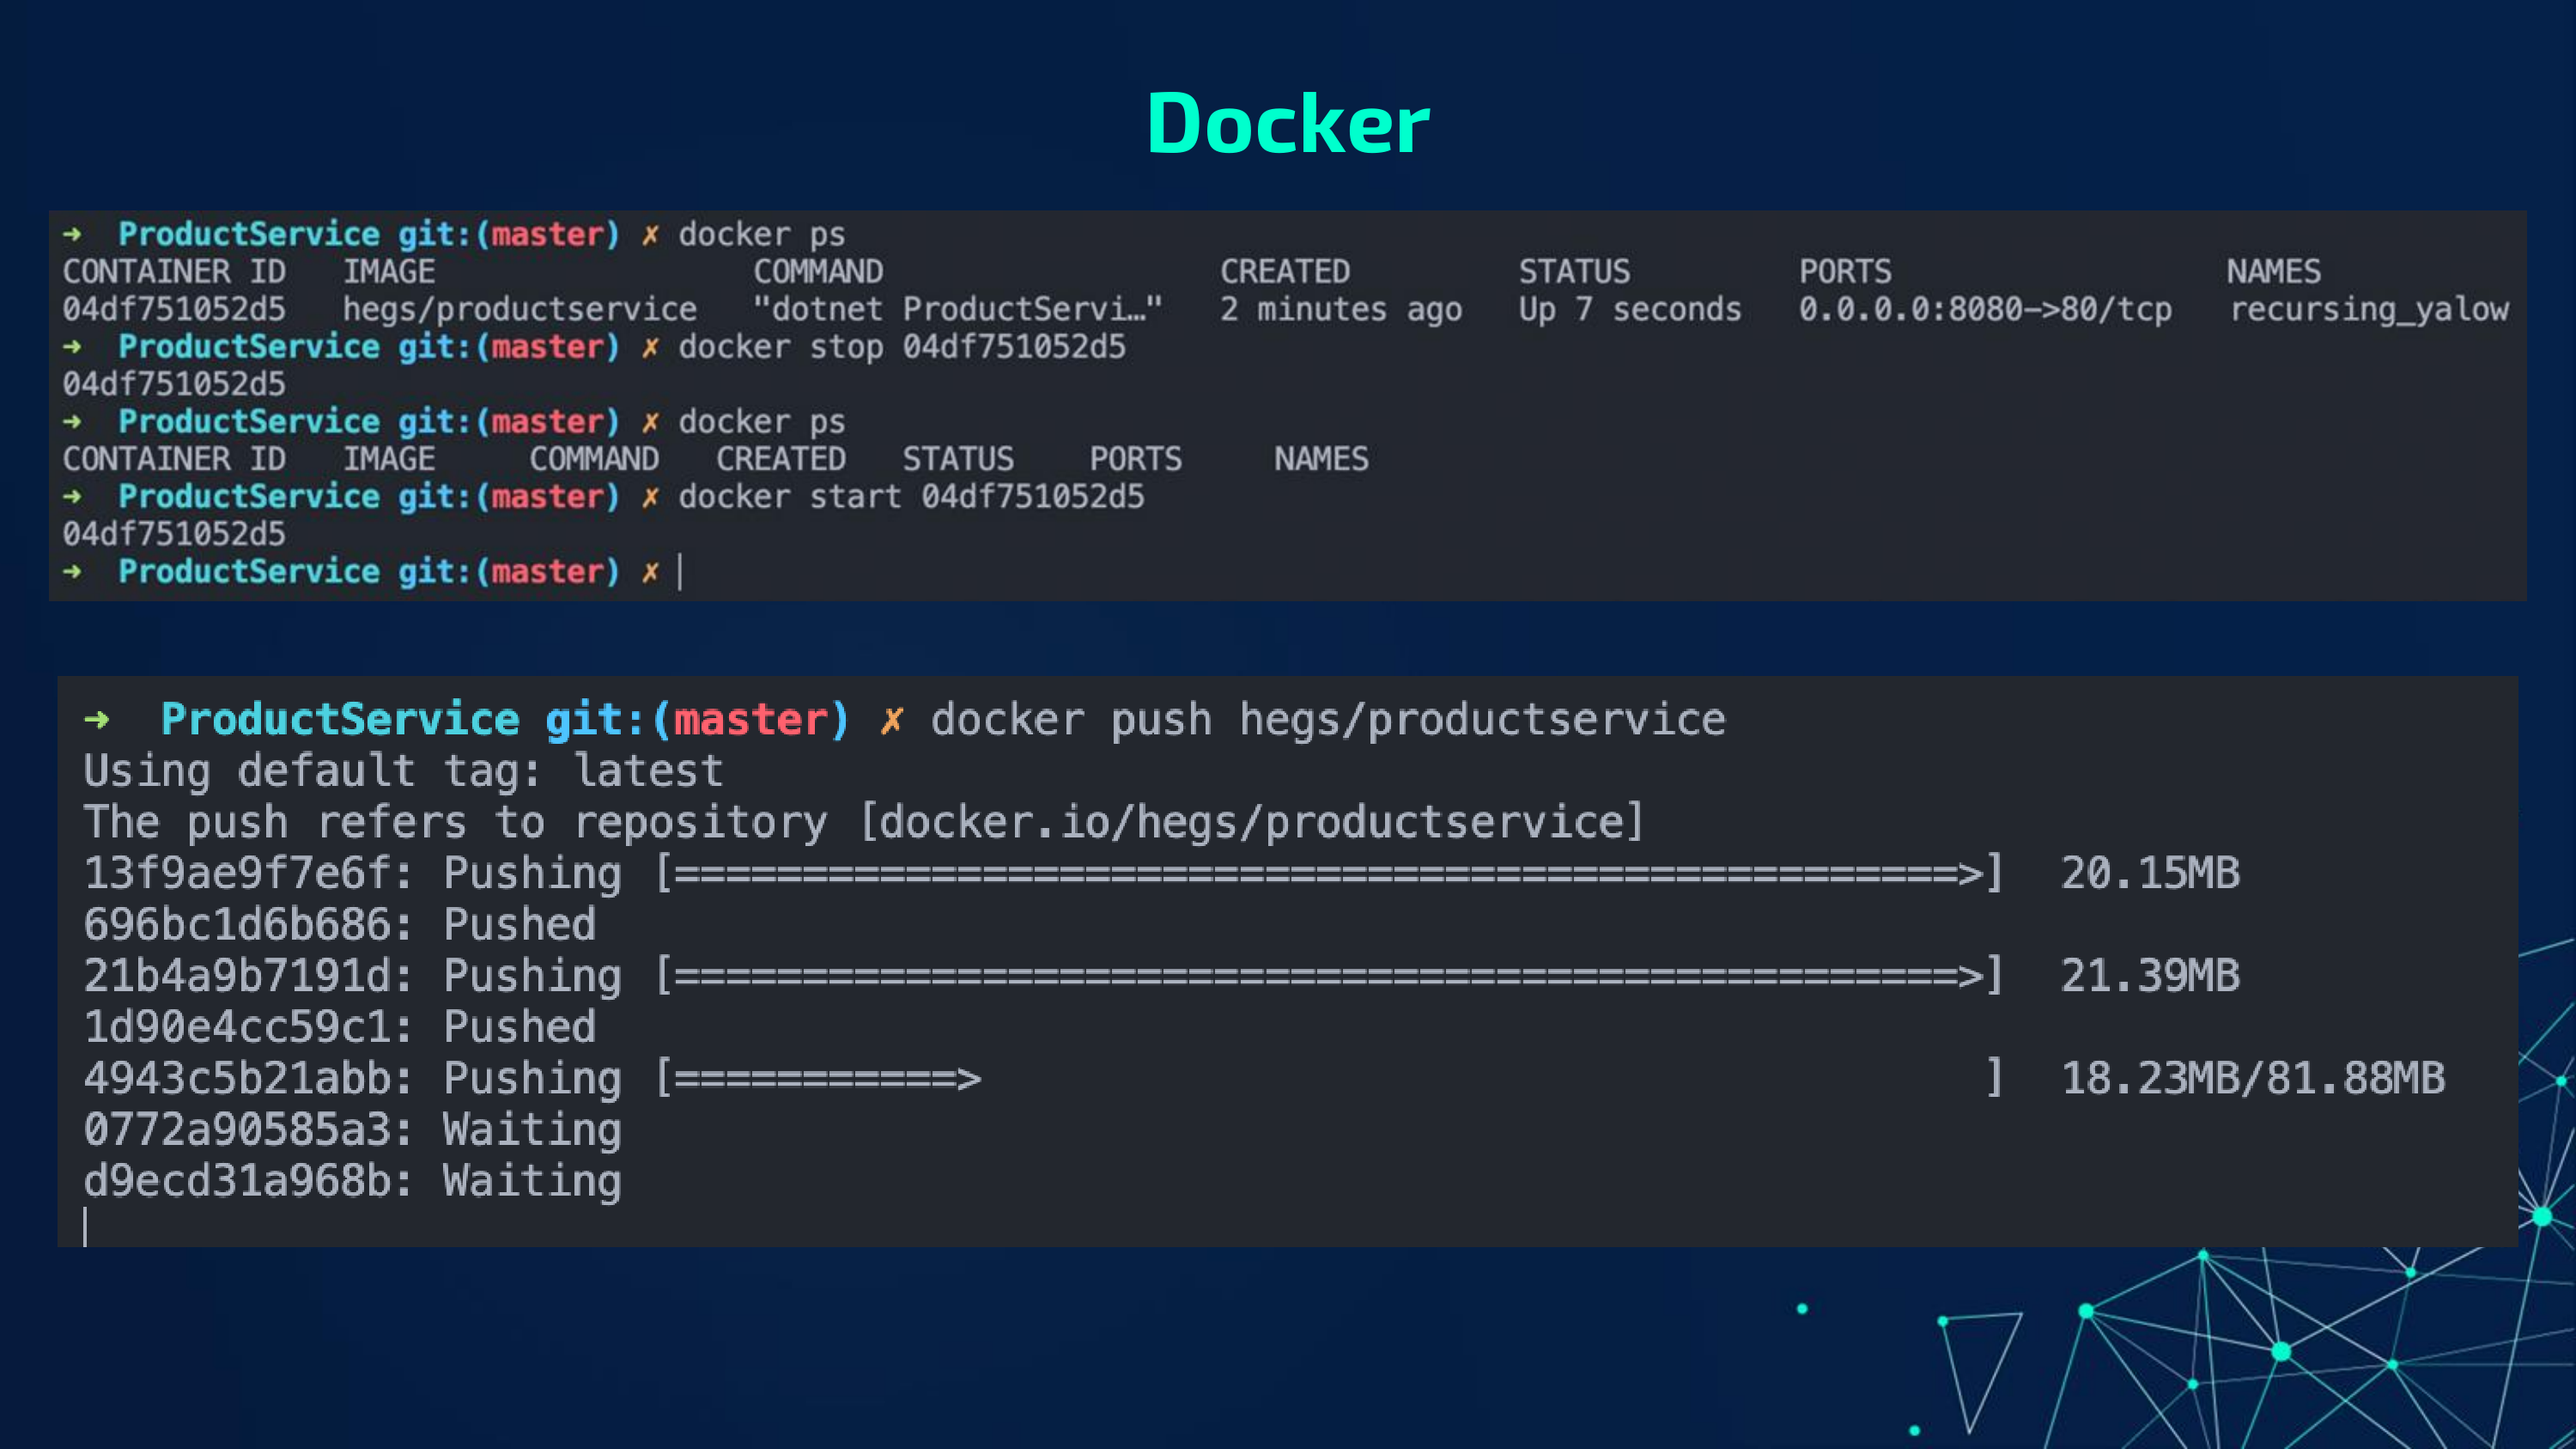 Docker
➜ ProductService git:(master) ✗ docker ps
CONTAINER ID IMAGE COMMAND CREATED STATUS PORTS NAMES
04df751052d5 hegs/productservice "dotnet ProductServi…" 2 minutes ago Up 7 seconds 0.0.0.0:8080->80/tcp recursing_yalow
➜ ProductService git:(master) ✗ docker stop 04df751052d5
04df751052d5
➜ ProductService git:(master) ✗ docker ps
CONTAINER ID IMAGE COMMAND CREATED STATUS PORTS NAMES
➜ ProductService git:(master) ✗ docker start 04df751052d5
04df751052d5
➜ ProductService git:(master) ✗
➜ ProductService git:(master) ✗ docker push hegs/productservice
Using default tag: latest
The push refers to repository [docker.io/hegs/productservice]
13f9ae9f7e6f: Pushing [==================================================>] 20.15MB
696bc1d6b686: Pushed
21b4a9b7191d: Pushing [==================================================>] 21.39MB
1d90e4cc59c1: Pushed
4943c5b21abb: Pushing [===========> ] 18.23MB/81.88MB
0772a90585a3: Waiting
d9ecd31a968b: Waiting